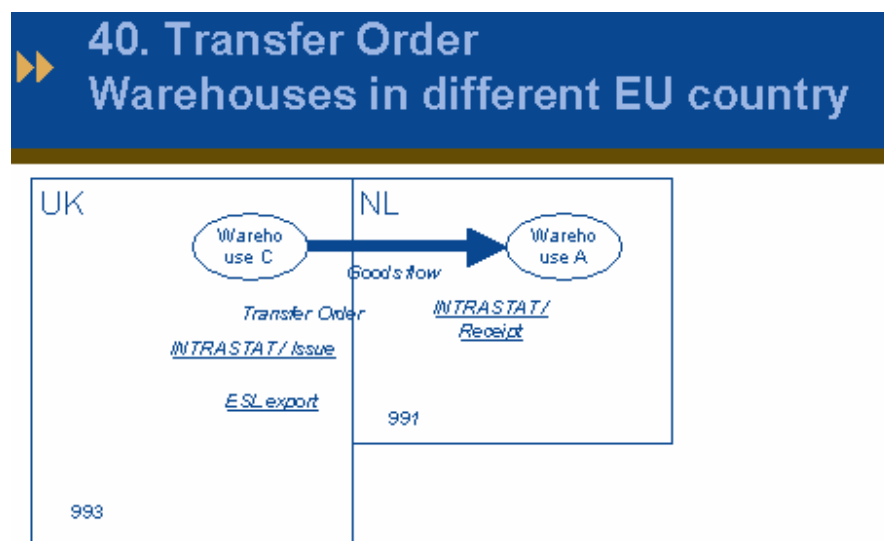 40. Transfer Order
Warehouses in different EU country
UK
NL
Wareho
use C
Wareho
use A
Goods flow
Transfer Order
INTRASTAT/ Issue
INTRASTAT/
Receipt
ESL export
991
993